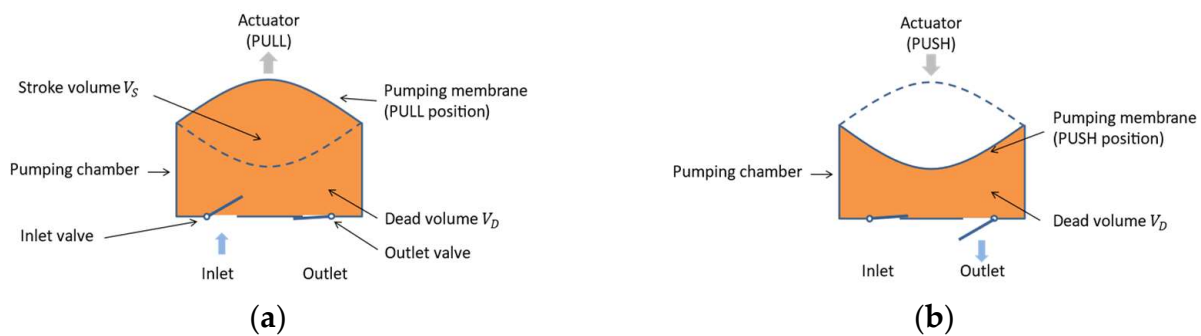 Actuator
(PULL)
Stroke volume V_S
Pumping membrane
(PULL position)
Pumping chamber
Dead volume V_D
Inlet valve
Outlet valve
Inlet
Outlet
(a)
Actuator
(PUSH)
Pumping membrane
(PUSH position)
Pumping chamber
Dead volume V_D
Inlet
Outlet
(b)